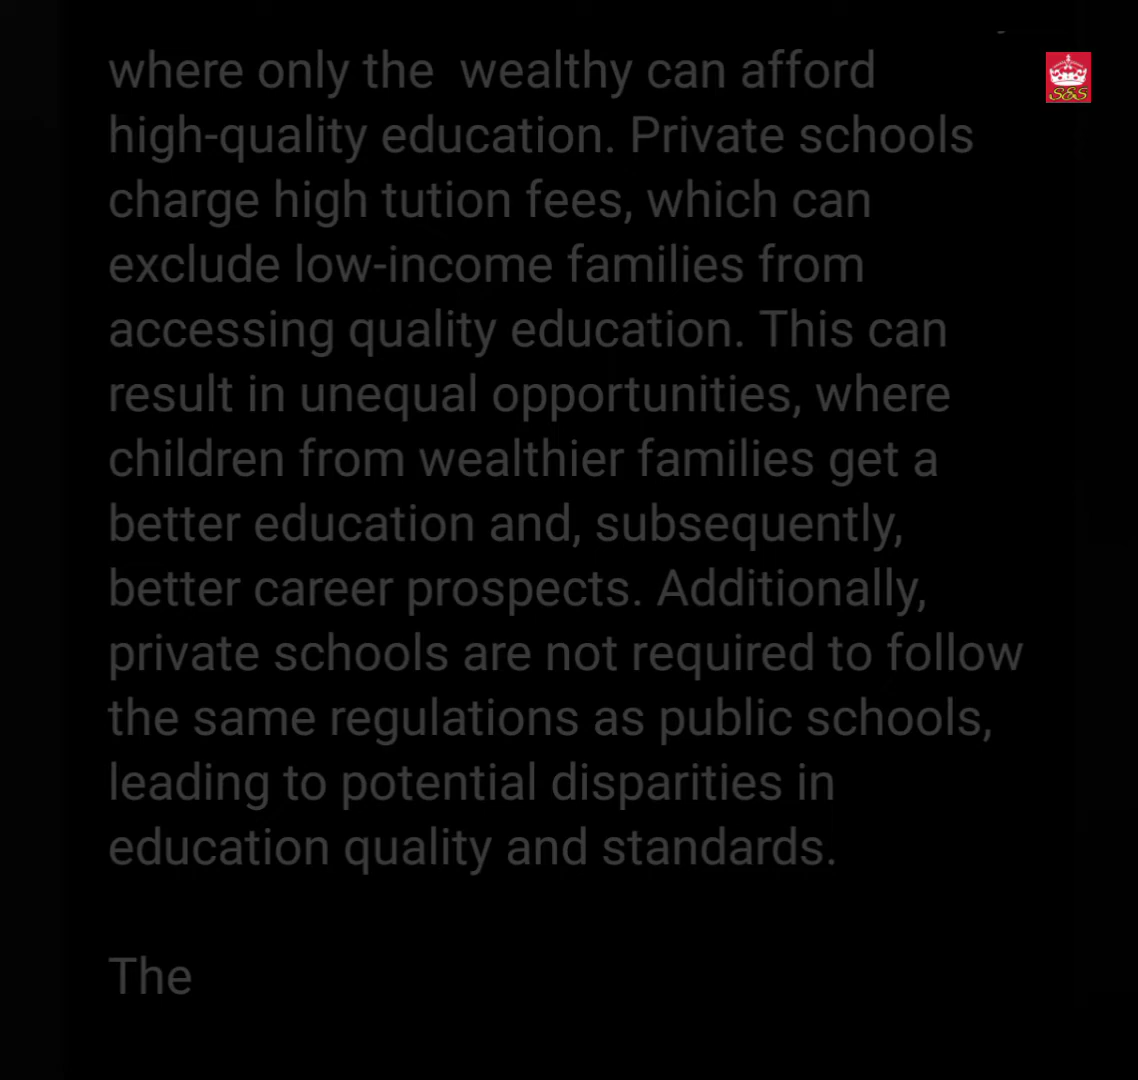 where only the  wealthy can afford
high-quality education. Private schools
charge high tution fees, which can
exclude low-income families from
accessing quality education. This can
result in unequal opportunities, where
children from wealthier families get a
better education and, subsequently,
better career prospects. Additionally,
private schools are not required to follow
the same regulations as public schools,
leading to potential disparities in
education quality and standards.
The
S&S